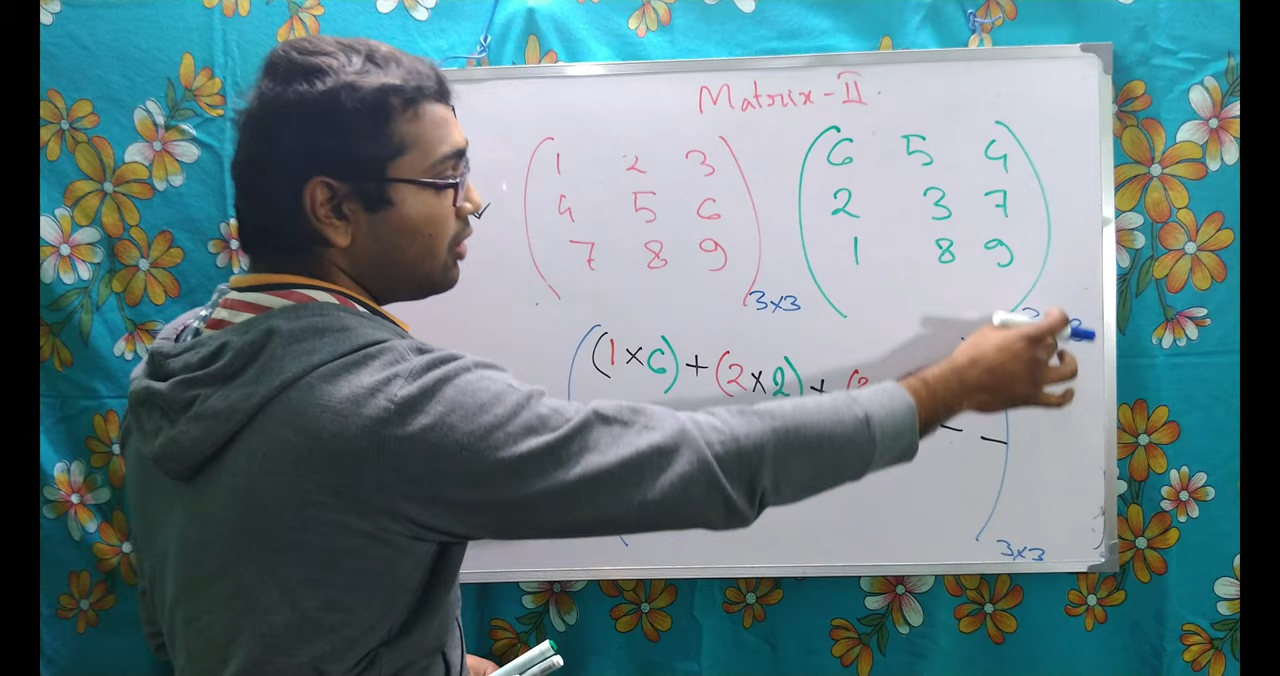 Matrix - II
1 2 3
4 5 6
7 8 9
3x3
6 5 4
2 3 7
1 8 9
(1 x 6) + (2 x 2) +
3x3